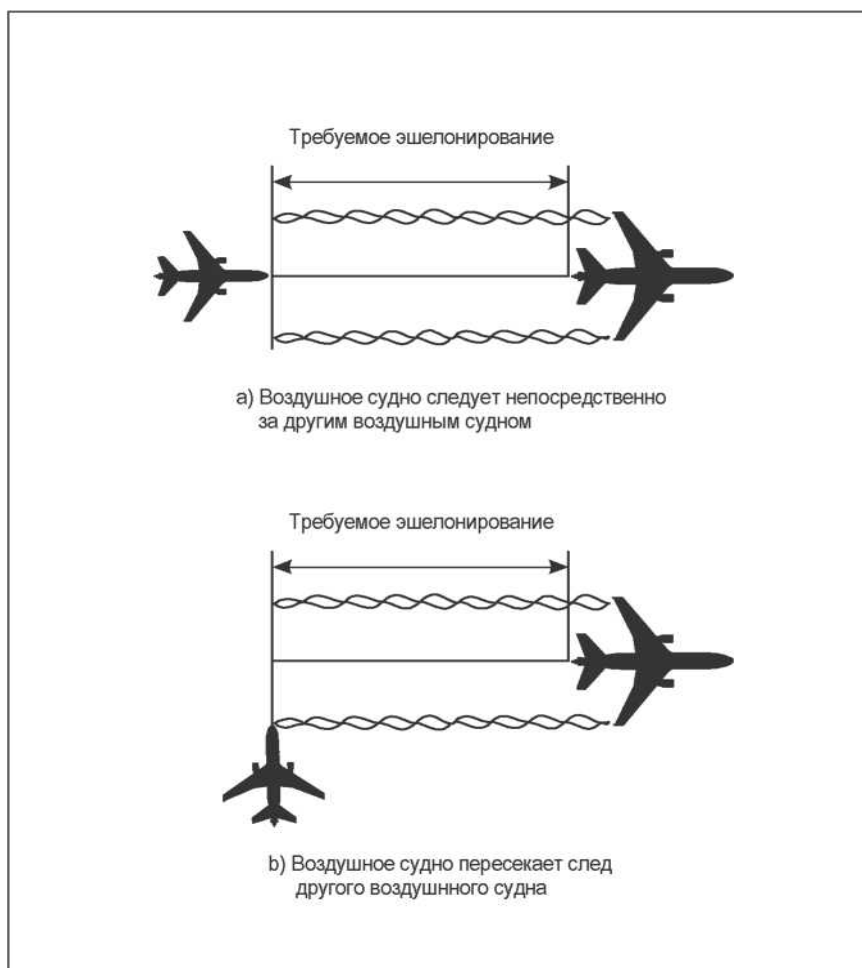 Требуемое эшелонирование
a) Воздушное судно следует непосредственно
за другим воздушным судном
Требуемое эшелонирование
b) Воздушное судно пересекает след
другого воздушнного судна